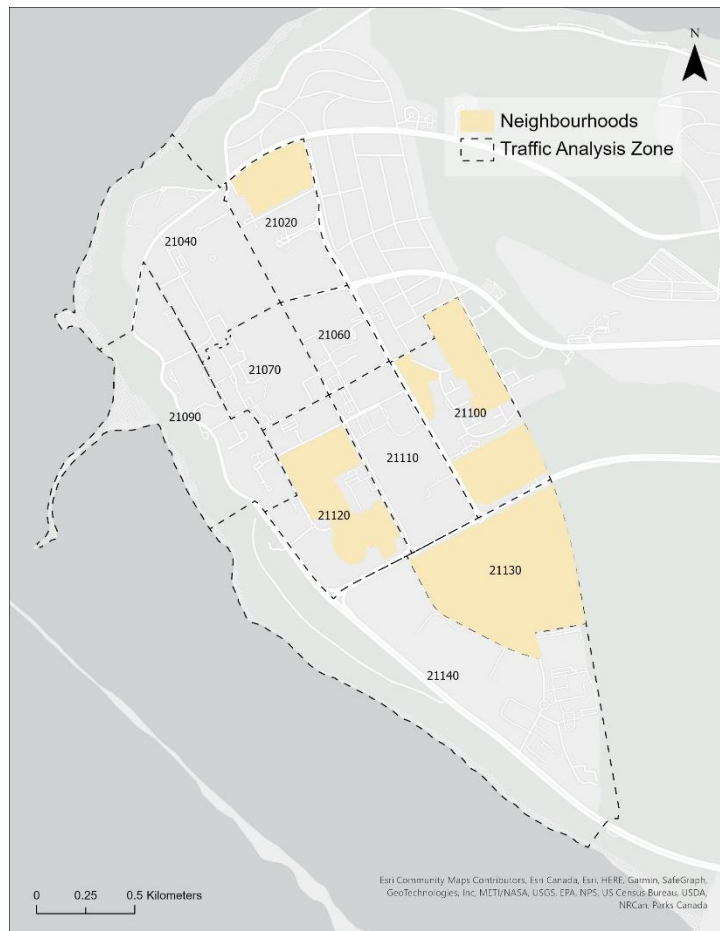 N
Neighbourhoods
Traffic Analysis Zone
21040
21020
21060
21070
21090
21100
21110
21120
21130
21140
Esri Community Maps Contributors, Esri Canada, Esri, HERE, Garmin, SafeGraph,
GeoTechnologies, Inc, METI/NASA, USGS, EPA, NPS, US Census Bureau, USDA,
NRCan, Parks Canada
0 0.25 0.5 Kilometers